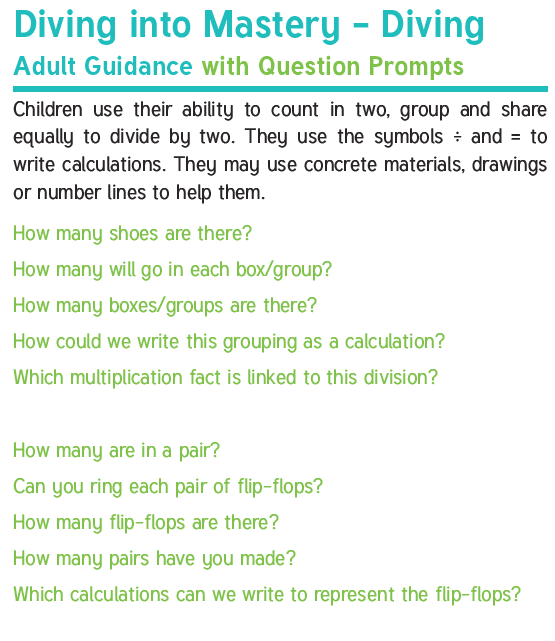 Diving into Mastery – Diving
Adult Guidance with Question Prompts
Children use their ability to count in two, group and share
equally to divide by two. They use the symbols ÷ and = to
write calculations. They may use concrete materials, drawings
or number lines to help them.
How many shoes are there?
How many will go in each box/group?
How many boxes/groups are there?
How could we write this grouping as a calculation?
Which multiplication fact is linked to this division?
How many are in a pair?
Can you ring each pair of flip-flops?
How many flip-flops are there?
How many pairs have you made?
Which calculations can we write to represent the flip-flops?